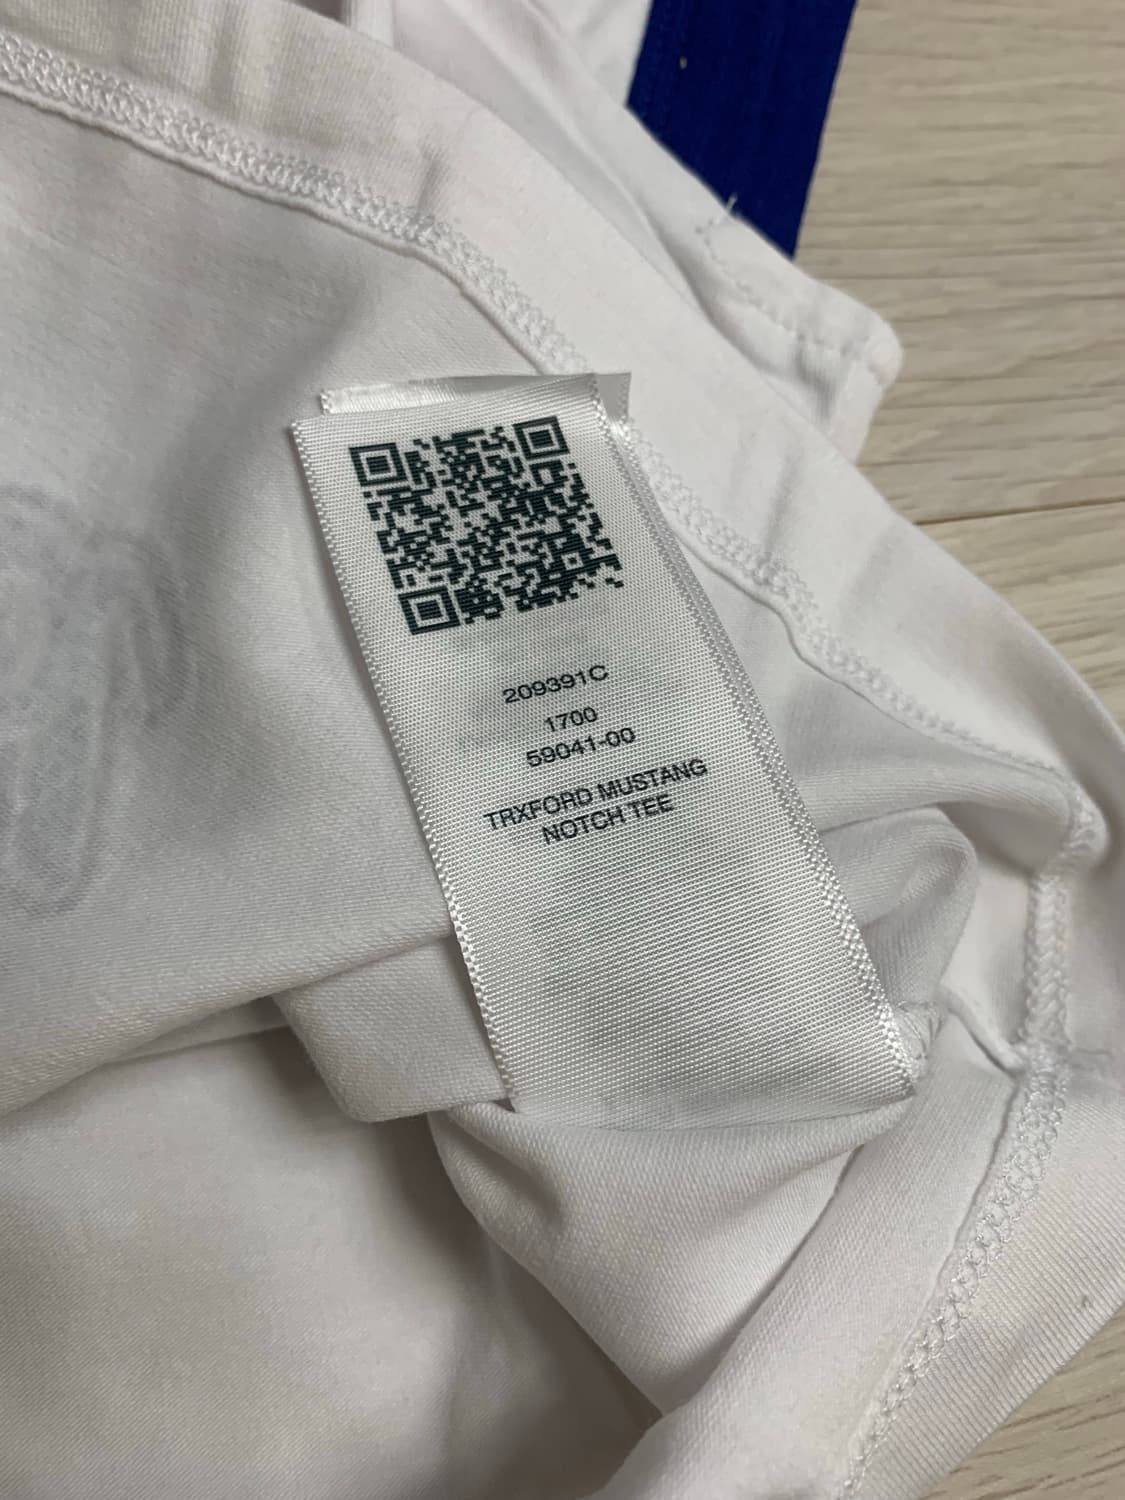 209391C
1700
59041-00
TRXFORD MUSTANG
NOTCH TEE